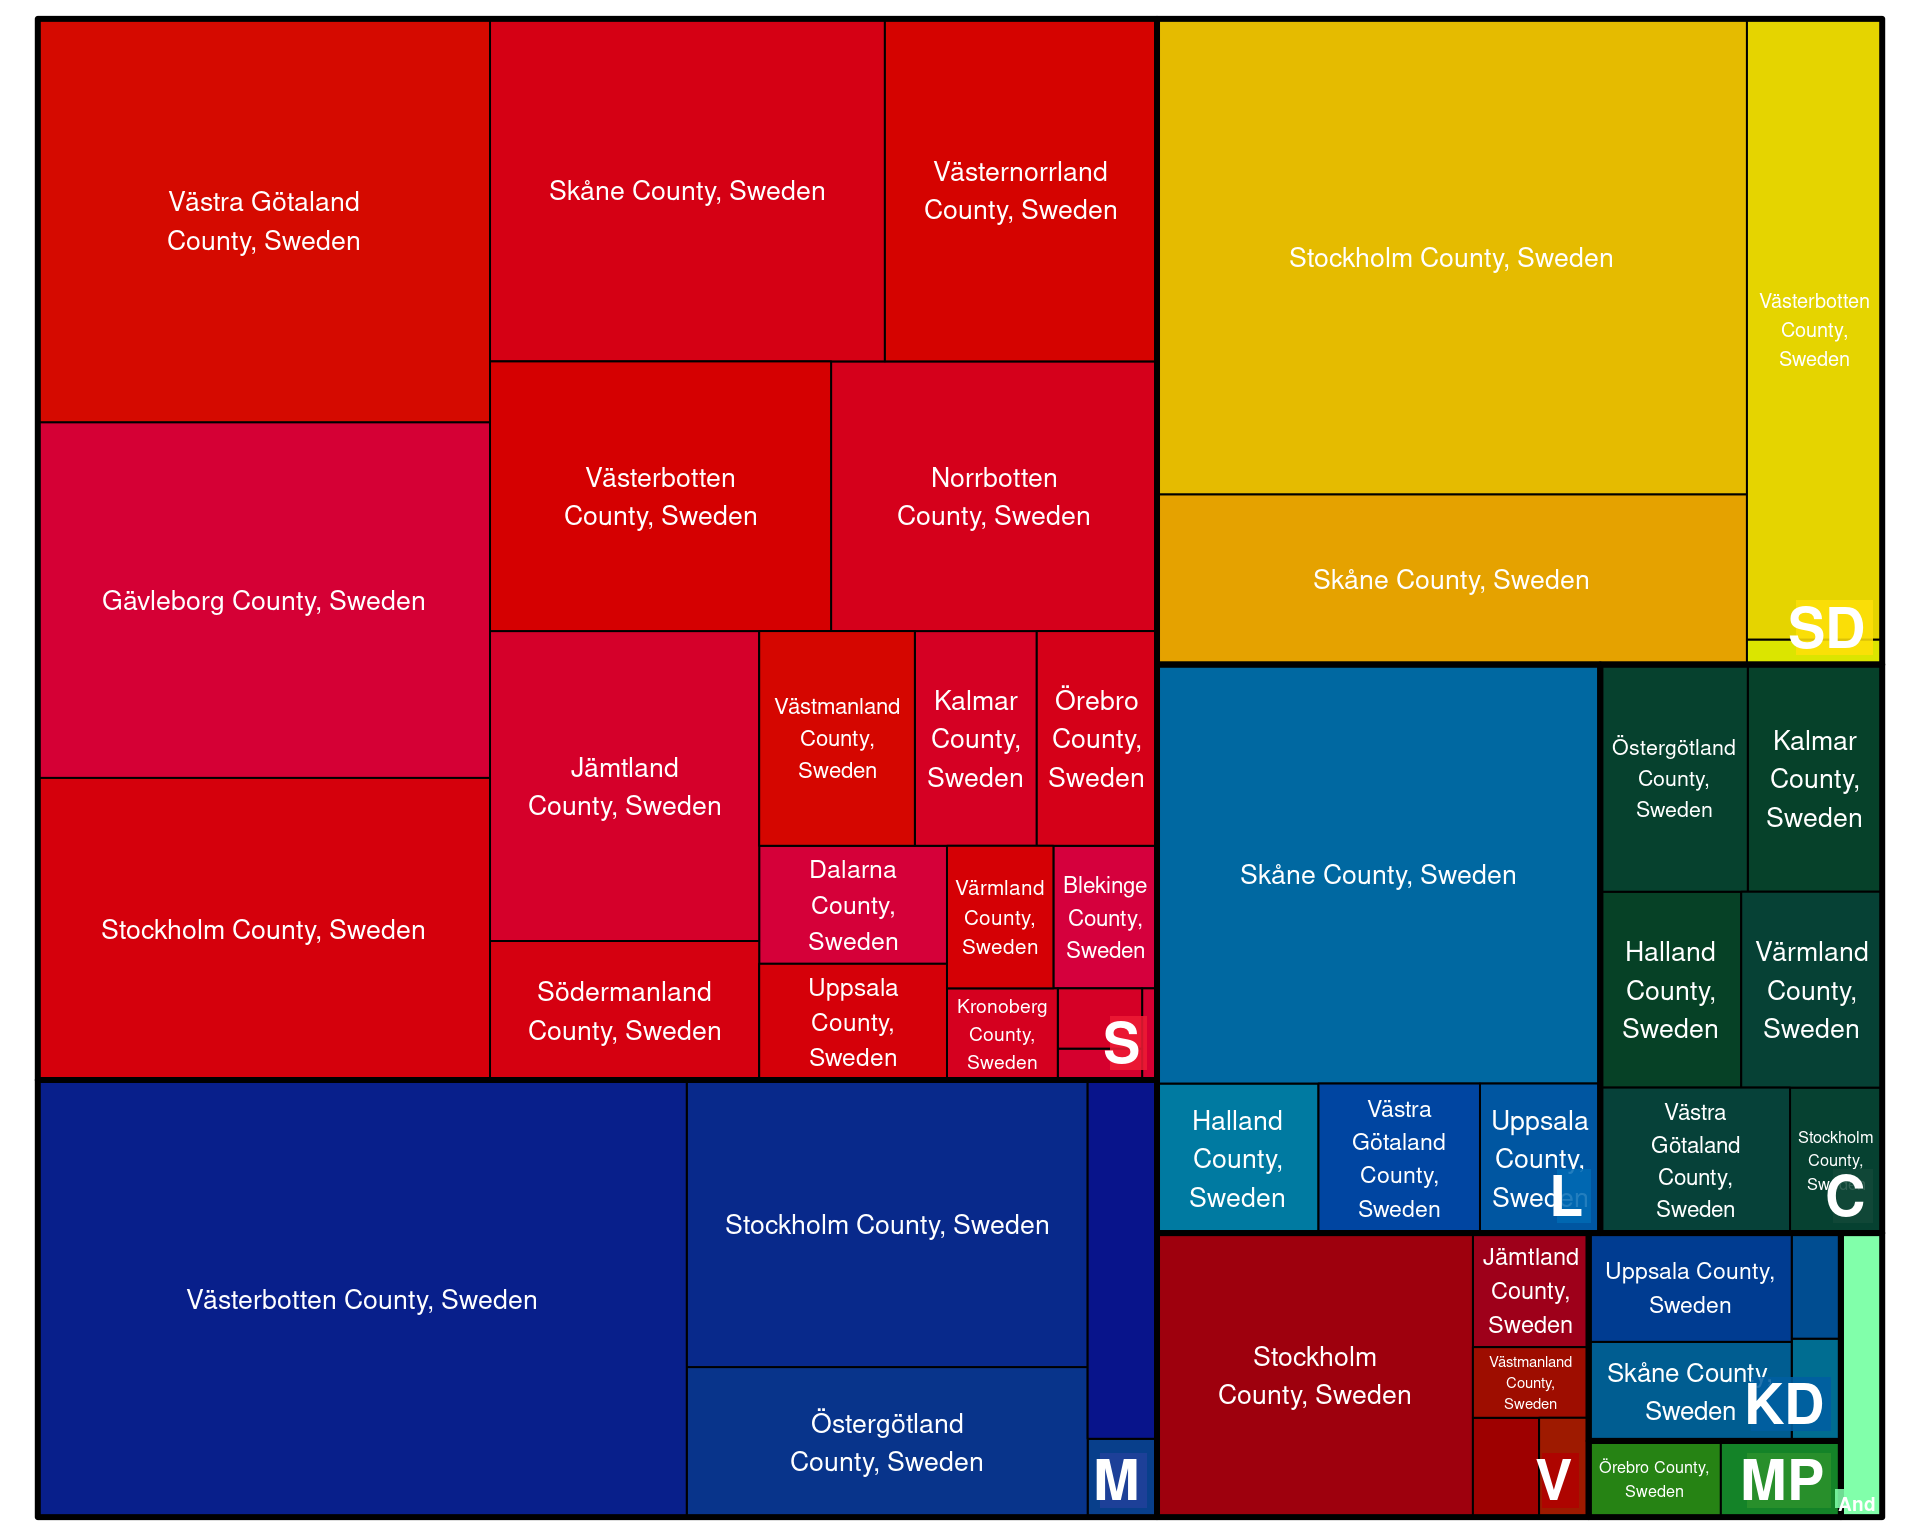 Västra Götaland
County, Sweden
Skåne County, Sweden
Västernorrland
County, Sweden
Gävleborg County, Sweden
Västerbotten
County, Sweden
Norrbotten
County, Sweden
Stockholm County, Sweden
Jämtland
County, Sweden
Västmanland
County,
Sweden
Kalmar
County,
Sweden
Örebro
County,
Sweden
Södermanland
County, Sweden
Dalarna
County,
Sweden
Värmland
County,
Sweden
Blekinge
County,
Sweden
Uppsala
County,
Sweden
Kronoberg
County,
Sweden
S
Stockholm County, Sweden
Västerbotten
County,
Sweden
Skåne County, Sweden
SD
Västerbotten County, Sweden
Stockholm County, Sweden
Östergötland
County, Sweden
M
Skåne County, Sweden
Halland
County,
Sweden
Västra
Götaland
County,
Sweden
Uppsala
County,
Sweden
L
Östergötland
County,
Sweden
Kalmar
County,
Sweden
Halland
County,
Sweden
Värmland
County,
Sweden
Västra
Götaland
County,
Sweden
Stockholm
County,
Sweden
C
Stockholm
County, Sweden
Jämtland
County,
Sweden
Västmanland
County,
Sweden
V
Uppsala County,
Sweden
Skåne County,
Sweden
KD
Örebro County,
Sweden
MP
And